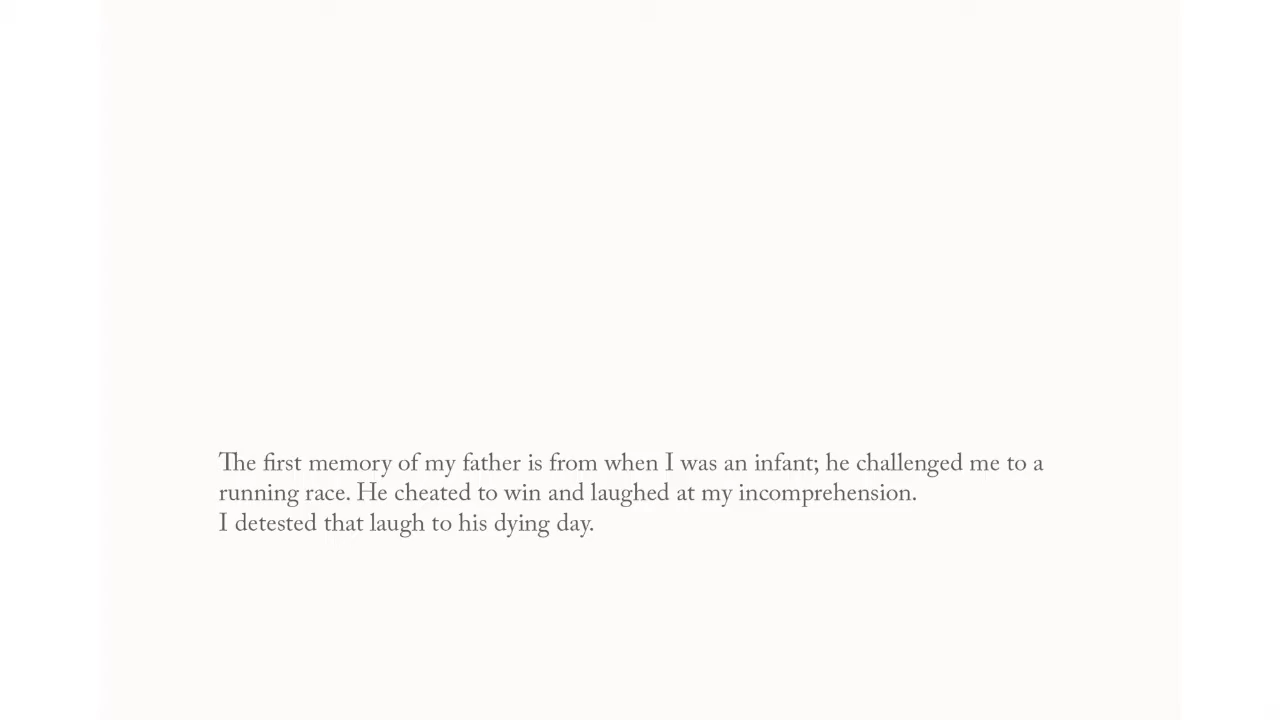 The first memory of my father is from when I was an infant; he challenged me to a
running race. He cheated to win and laughed at my incomprehension.
I detested that laugh to his dying day.